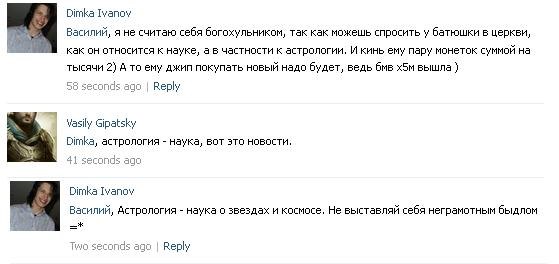 Dimka Ivanov
Василий, я не считаю себя богохульником, так как можешь спросить у батюшки в церкви,
как он относится к науке, а в частности к астрологии. И кинь ему пару монеток суммой на
тысячи 2) А то ему джип покупать новый надо будет, ведь бмв х5м вышла )
58 seconds ago | Reply
Vasily Gipatsky
Dimka, астрология - наука, вот это новости.
41 seconds ago
Dimka Ivanov
Василий, Астрология - наука о звездах и космосе. Не выставляй себя неграмотным быдлом
=*
Two seconds ago | Reply